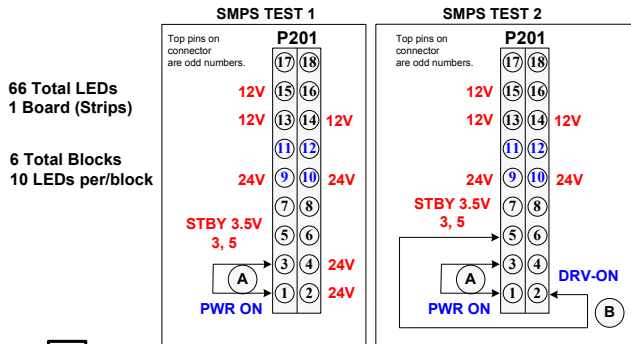 SMPS TEST 1
Top pins on
connector
are odd numbers.
P201
17 18
12V 15 16
12V 13 14 12V
11 12
24V 9 10 24V
7 8
STBY 3.5V
3, 5
5 6
3 4 24V
A
1 2 24V
PWR ON
SMPS TEST 2
Top pins on
connector
are odd numbers.
P201
17 18
12V 15 16
12V 13 14 12V
11 12
24V 9 10 24V
STBY 3.5V 7 8
3, 5
5 6
3 4
A
DRV-ON
1 2
PWR ON
B
66 Total LEDs
1 Board (Strips)
6 Total Blocks
10 LEDs per/block